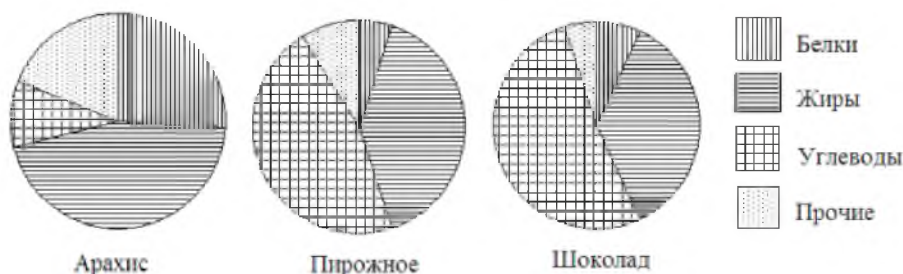 Белки
Жиры
Углеводы
Прочие
Арахис
Пирожное
Шоколад